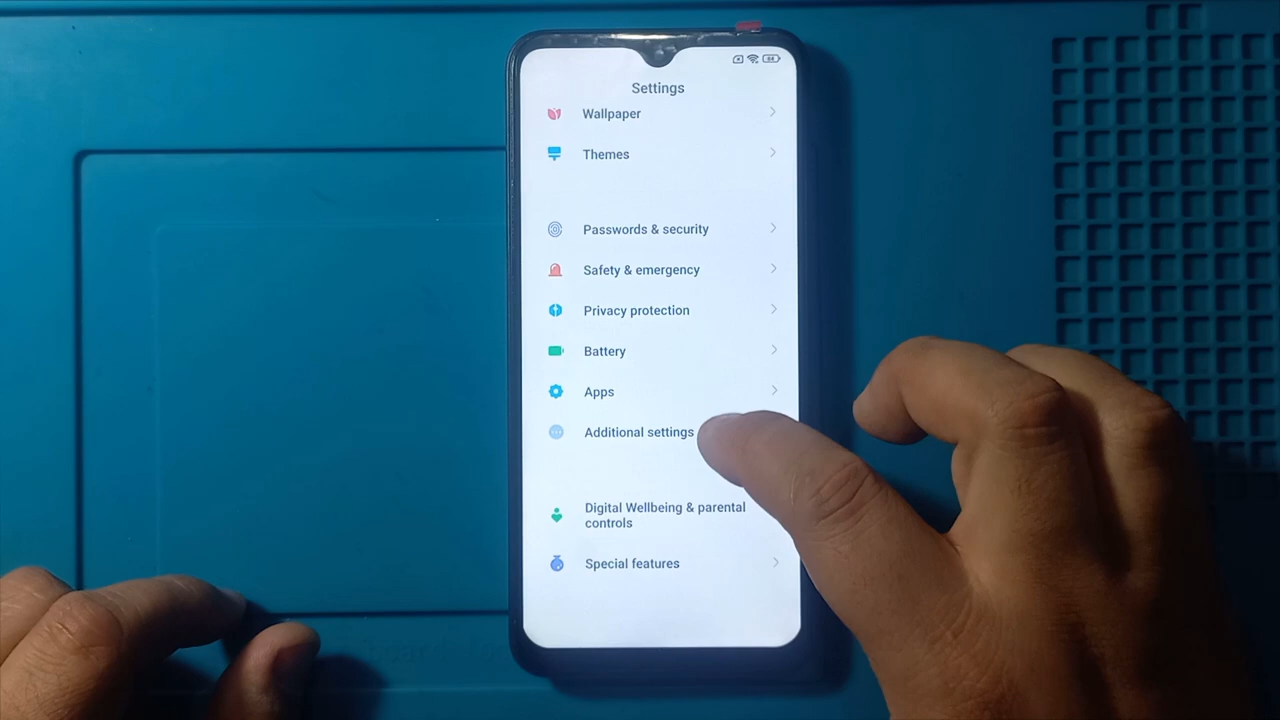 Settings
Wallpaper
Themes
Passwords & security
Safety & emergency
Privacy protection
Battery
Apps
Additional settings
Digital Wellbeing & parental
controls
Special features